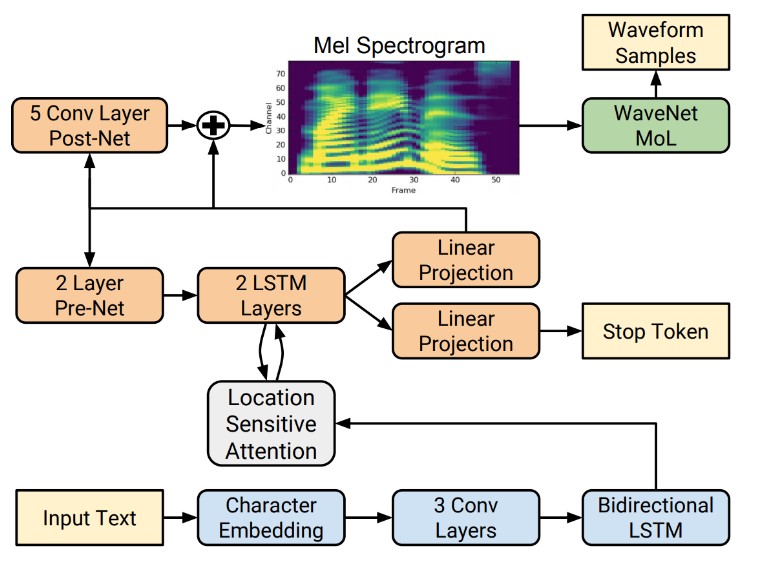 Mel Spectrogram
Waveform
Samples
5 Conv Layer
Post-Net
WaveNet
MoL
Channel
70
60
50
40
30
20
10
0
0
10
20
30
40
50
Frame
2 Layer
Pre-Net
2 LSTM
Layers
Linear
Projection
Linear
Projection
Stop Token
Location
Sensitive
Attention
Input Text
Character
Embedding
3 Conv
Layers
Bidirectional
LSTM